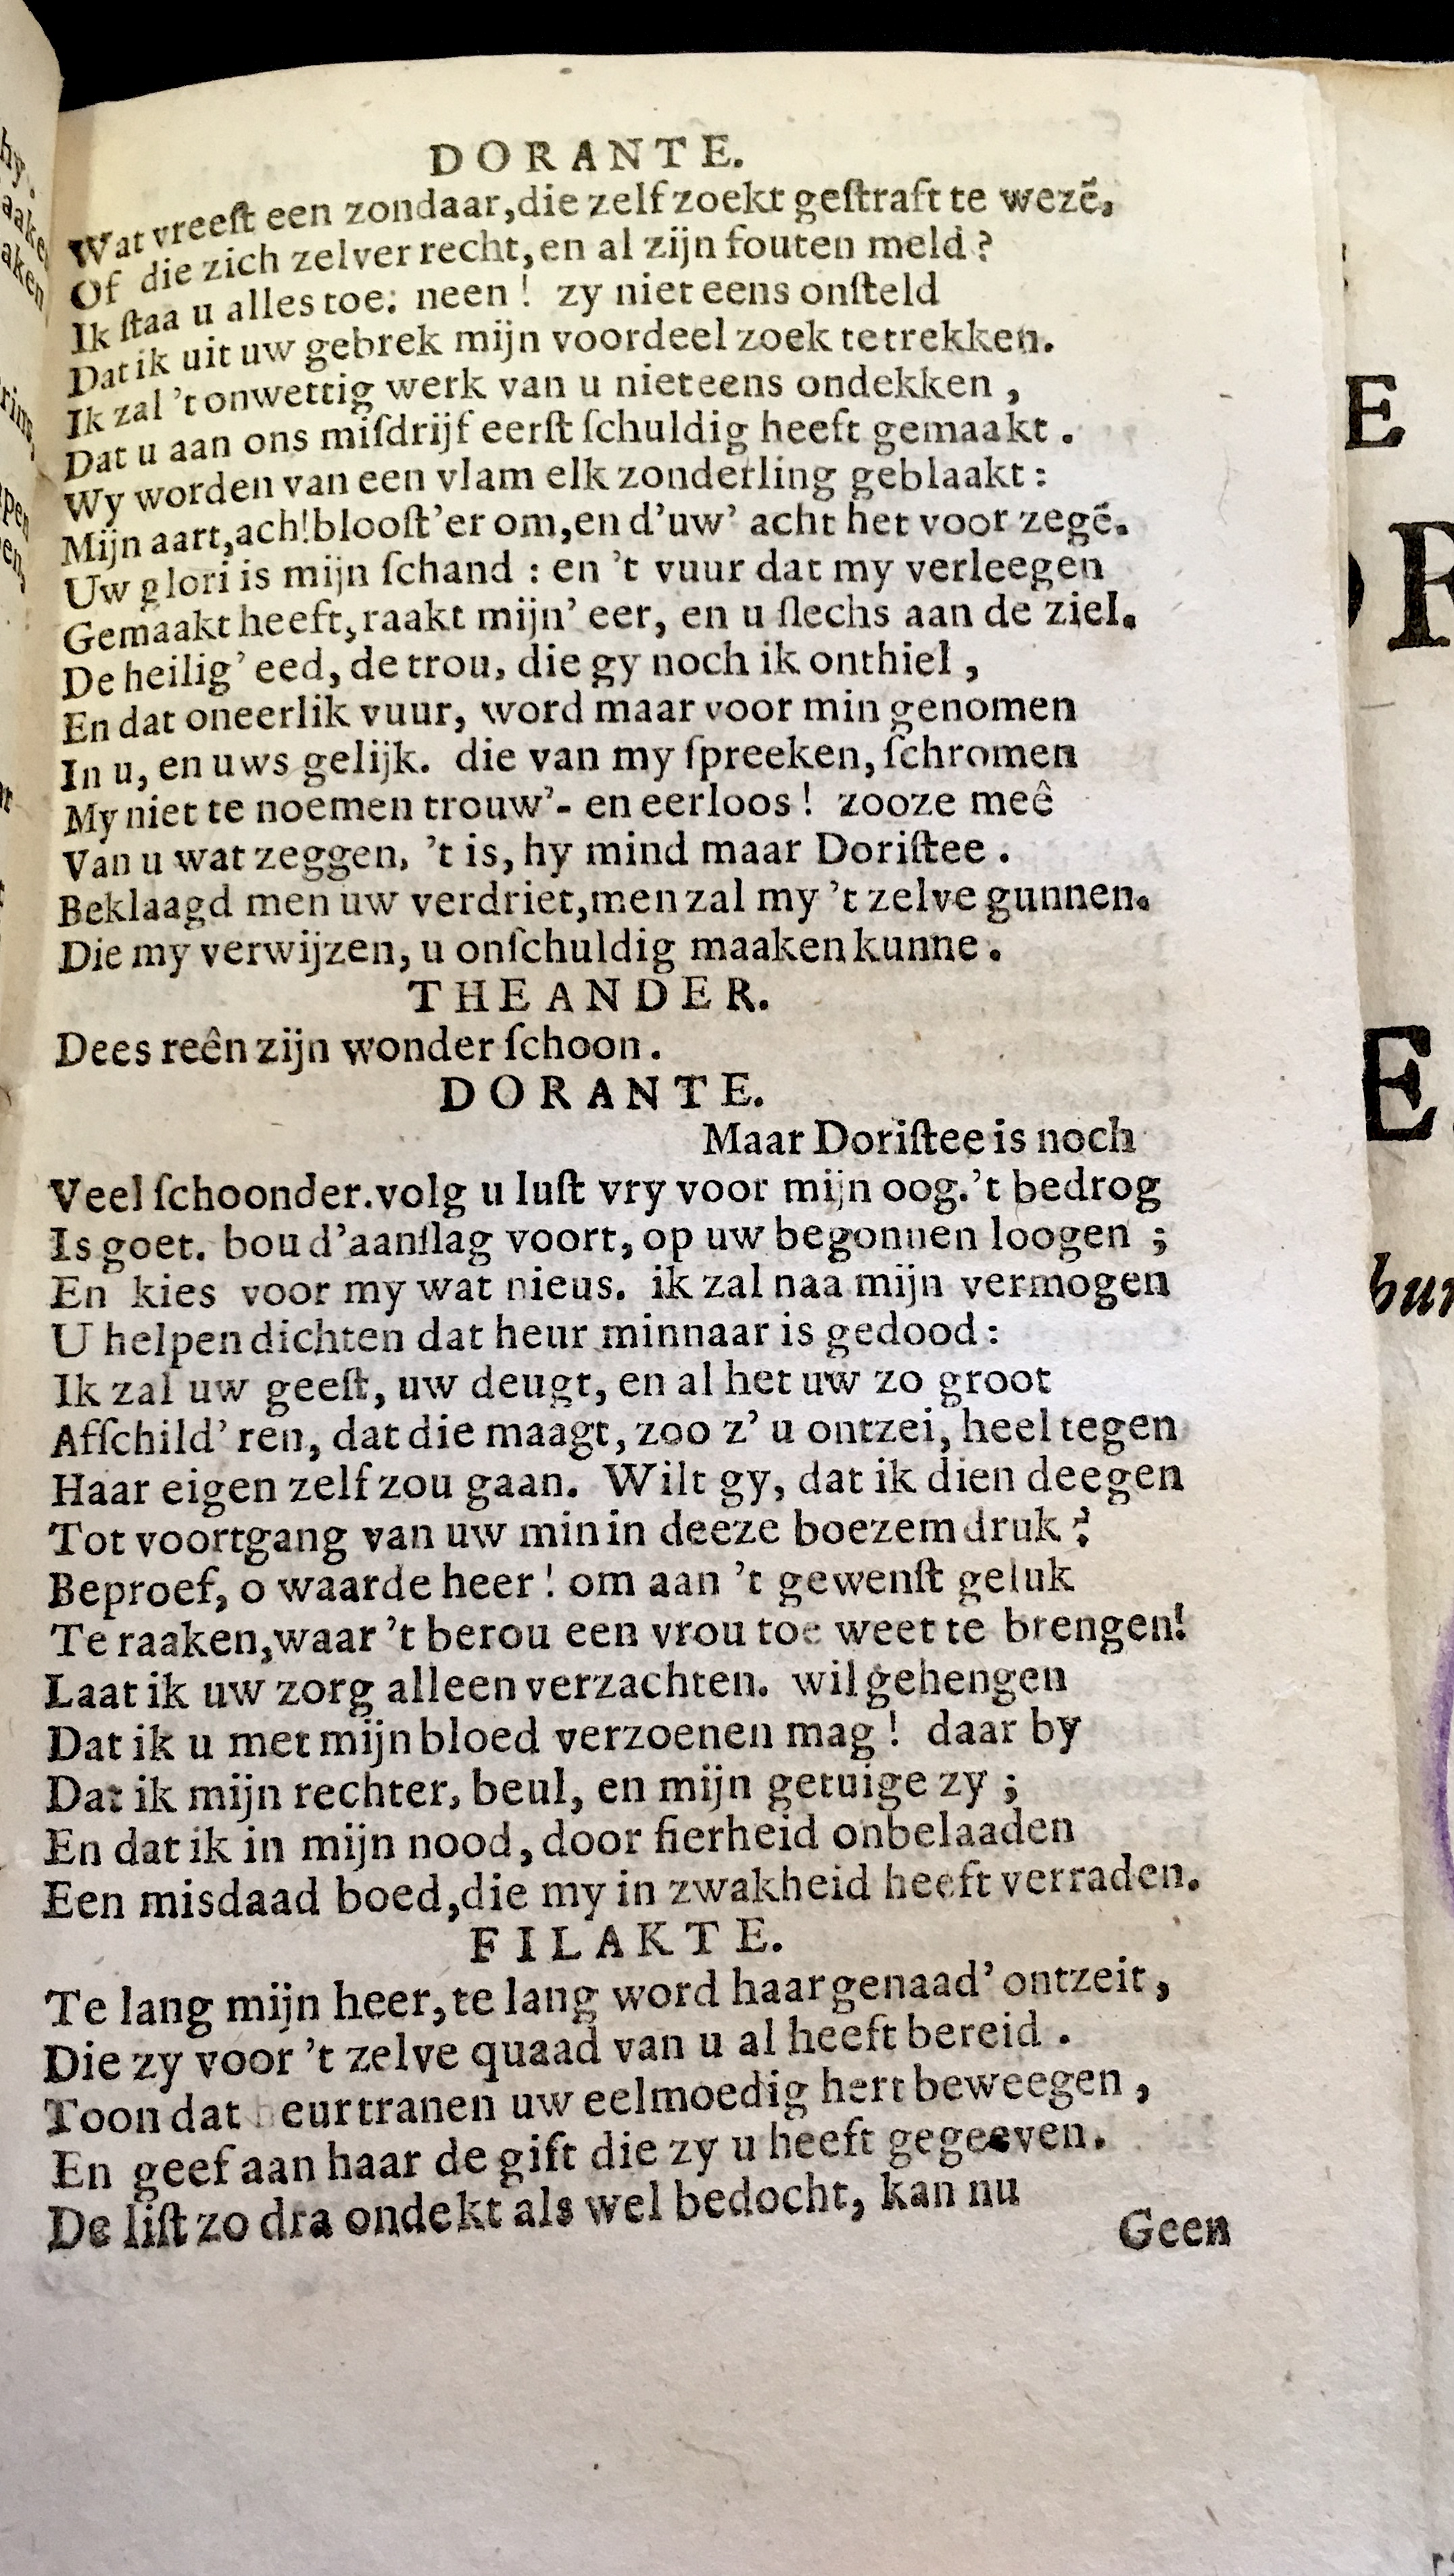 DORANTE.
Wat vreeſt een zondaar, die zelf zoekt geſtraft te wezē,
Of die zich zelver recht, en al zijn fouten meld?
Ik ſtaa u alles toe: neen! zy niet eens onſteld
Dat ik uit uw gebrek mijn voordeel zoek te trekken.
Ik zal 't onwettig werk van u niet eens ondekken,
Dat u aan ons miſdrijf eerſt ſchuldig heeft gemaakt.
Wy worden van een vlam elk zonderling geblaakt:
Mijn aart, ach! blooſt'er om, en d'uw' acht het voor zegē.
Uw glori is mijn ſchand: en 't vuur dat my verleegen
Gemaakt heeft, raakt mijn' eer, en u ſlechs aan de ziel.
De heilig' eed, de trou, die gy noch ik onthiel,
En dat oneerlik vuur, word maar voor min genomen
In u, en uws gelijk. die van my ſpreeken, ſchromen
My niet te noemen trouw'- en eerloos! zooze meê
Van u wat zeggen, 't is, hy mind maar Doriſtee.
Beklaagd men uw verdriet, men zal my 't zelve gunnen.
Die my verwijzen, u onſchuldig maaken kunne.
THEANDER.
Dees reên zijn wonder ſchoon.
DORANTE.
Maar Doriſtee is noch
Veel ſchoonder. volg u luſt vry voor mijn oog. 't bedrog
Is goet. bou d'aanſlag voort, op uw begonnen loogen;
En kies voor my wat nieus. ik zal naa mijn vermogen
U helpen dichten dat heur minnaar is gedood:
Ik zal uw geeſt, uw deugt, en al het uw zo groot
Afſchild'ren, dat die maagt, zoo z' u ontzei, heel tegen
Haar eigen zelf zou gaan. Wilt gy, dat ik dien deegen
Tot voortgang van uw min in deeze boezem druk?
Beproef, o waarde heer! om aan 't gewenſt geluk
Te raaken, waar 't berou een vrou toe weet te brengen!
Laat ik uw zorg alleen verzachten. wil gehengen
Dat ik u met mijn bloed verzoenen mag! daar by
Dat ik mijn rechter, beul, en mijn getuige zy;
En dat ik in mijn nood, door fierheid onbelaaden
Een misdaad boed, die my in zwakheid heeft verraden.
FILAKTE.
Te lang mijn heer, te lang word haar genaad' ontzeit,
Die zy voor 't zelve quaad van u al heeft bereid.
Toon dat heur tranen uw eelmoedig hert beweegen,
En geef aan haar de gift die zy u heeft gegeeven.
De liſt zo dra ondekt als wel bedocht, kan nu
Geen